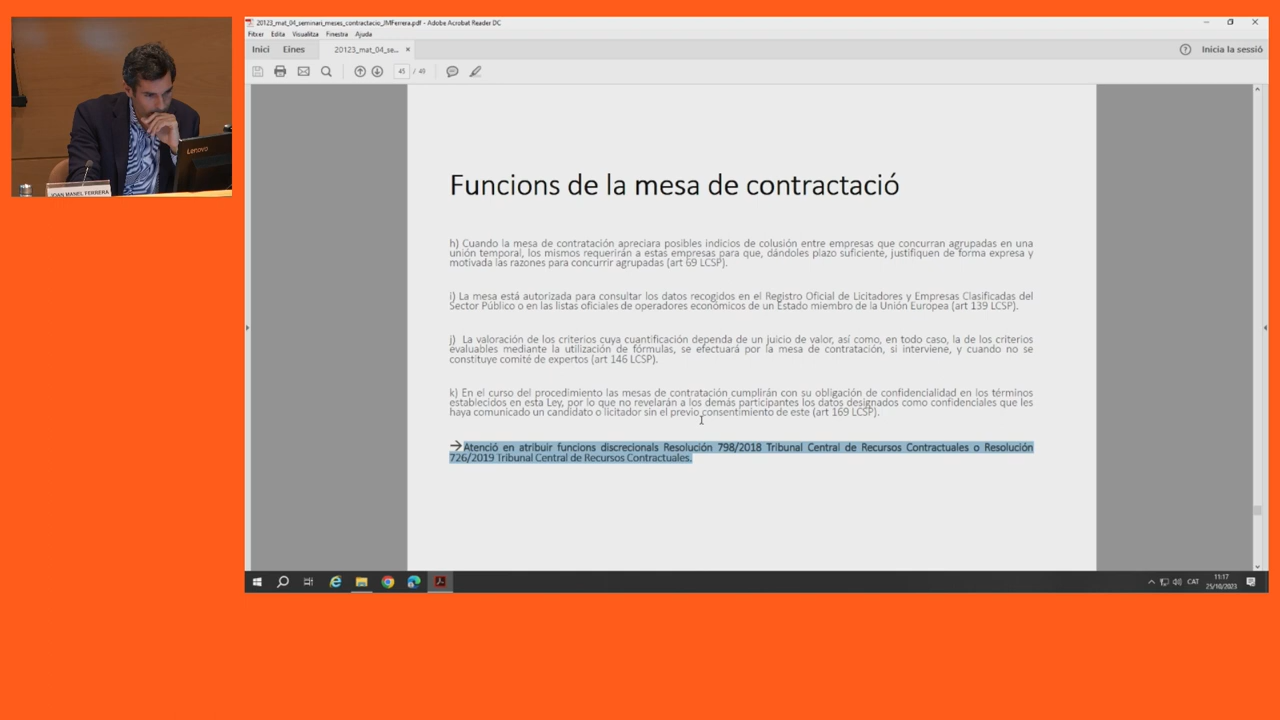 20123_mat_04_seminari_meses_contractacio_JMFerrera.pdf - Adobe Acrobat Reader DC
Fitxer Edita Visualitza Finestra Ajuda
Inici Eines 20123_mat_04_se... × Inicia la sessió
45 / 49
Lenovo
JOAN MANEL FERRERA
Funcions de la mesa de contractació
h) Cuando la mesa de contratación apreciara posibles indicios de colusión entre empresas que concurran agrupadas en una
unión temporal, los mismos requerirán a estas empresas para que, dándoles plazo suficiente, justifiquen de forma expresa y
motivada las razones para concurrir agrupadas (art 69 LCSP).
i) La mesa está autorizada para consultar los datos recogidos en el Registro Oficial de Licitadores y Empresas Clasificadas del
Sector Público o en las listas oficiales de operadores económicos de un Estado miembro de la Unión Europea (art 139 LCSP).
j) La valoración de los criterios cuya cuantificación dependa de un juicio de valor, así como, en todo caso, la de los criterios
evaluables mediante la utilización de fórmulas, se efectuará por la mesa de contratación, si interviene, y cuando no se
constituye comité de expertos (art 146 LCSP).
k) En el curso del procedimiento las mesas de contratación cumplirán con su obligación de confidencialidad en los términos
establecidos en esta Ley, por lo que no revelarán a los demás participantes los datos designados como confidenciales que les
haya comunicado un candidato o licitador sin el previo consentimiento de este (art 169 LCSP).
→Atenció en atribuir funcions discrecionals Resolución 798/2018 Tribunal Central de Recursos Contractuales o Resolución
726/2019 Tribunal Central de Recursos Contractuales.
CAT
11:17
25/10/2023